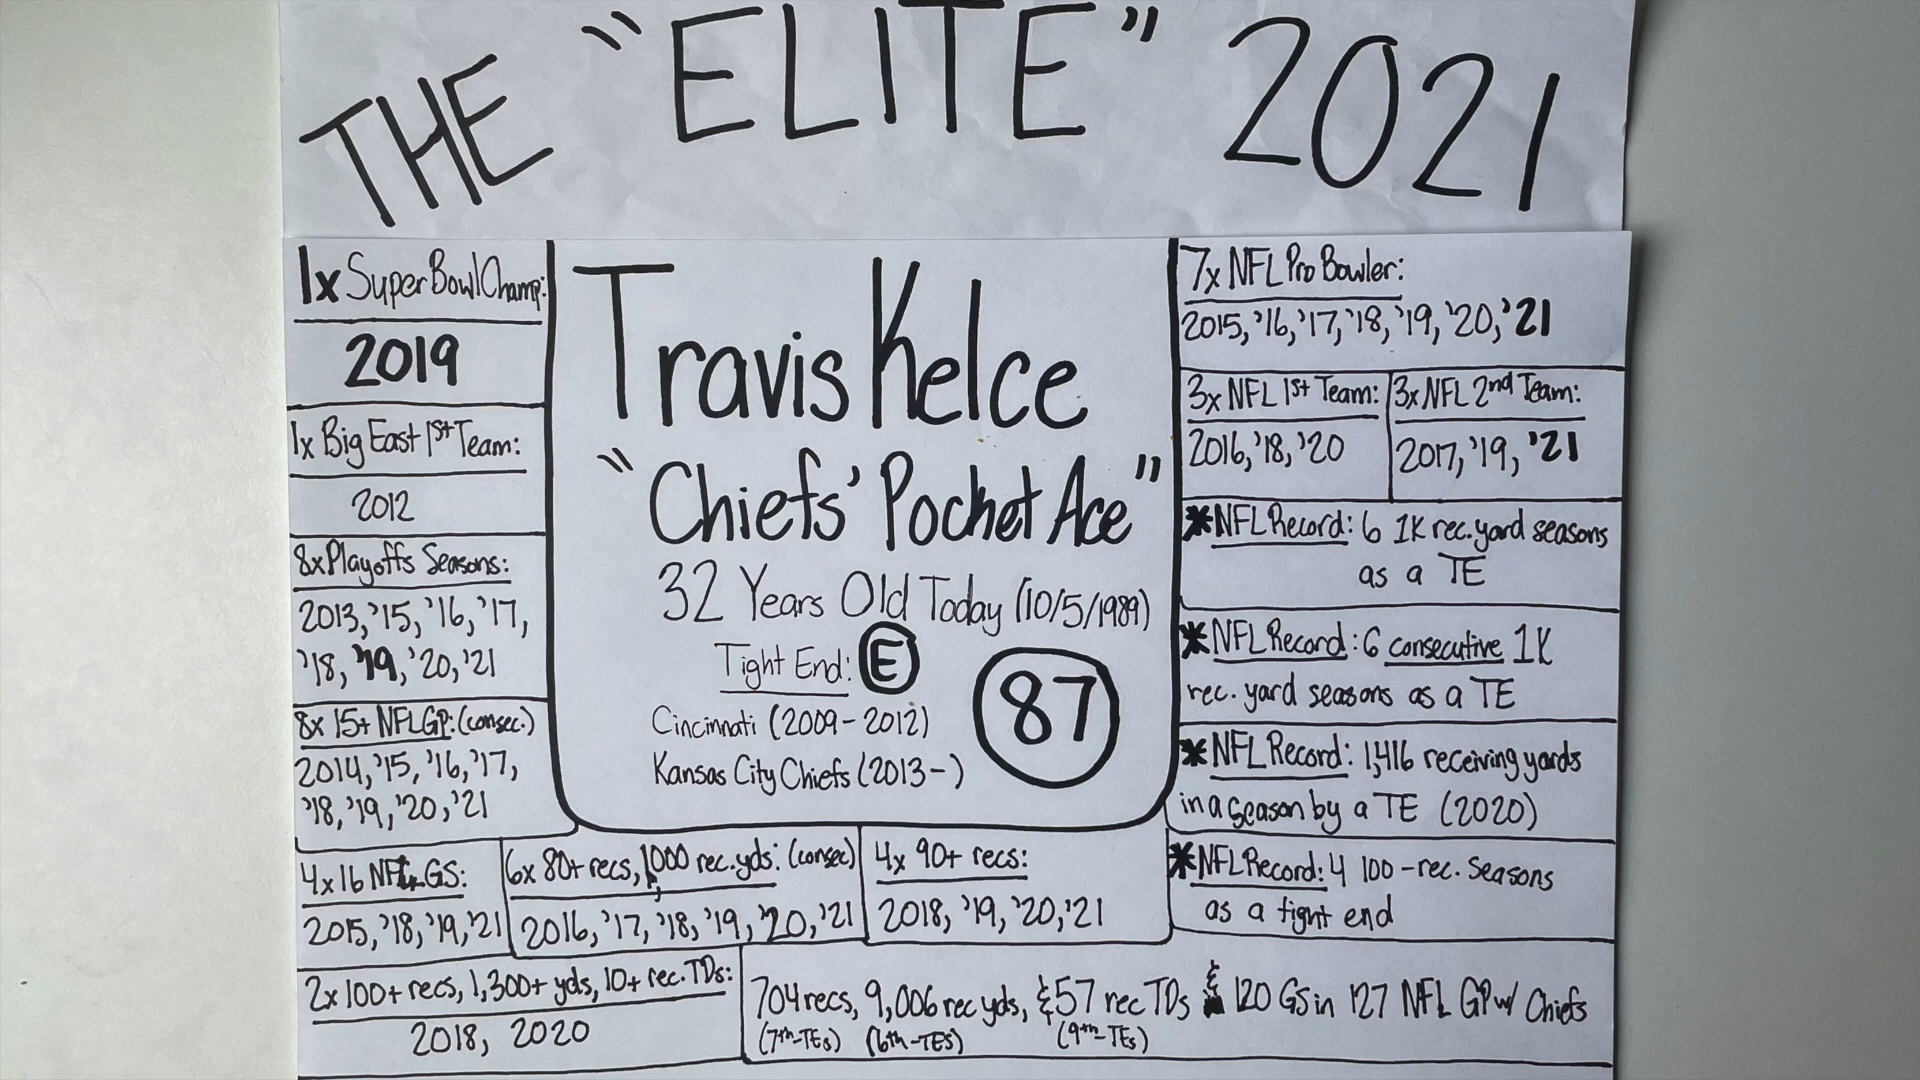 THE "ELITE" 2021
1x Super Bowl Champ:
2019
1x Big East 1st Team:
2012
8x Playoffs Seasons:
2013, '15, '16, '17,
'18, '19, '20, '21
8x 15+ NFL GP: (consec.)
2014, '15, '16, '17,
'18, '19, '20, '21
Travis Kelce
"Chiefs' Pocket Ace"
32 Years Old Today (10/5/1989)
Tight End: E
Cincinnati (2009-2012)
Kansas City Chiefs (2013-)
87
7x NFL Pro Bowler:
2015, '16, '17, '18, '19, '20, '21
3x NFL 1st Team:
2016, '18, '20
3x NFL 2nd Team:
2017, '19, '21
*NFL Record: 6 1K rec. yard seasons
as a TE
*NFL Record: 6 consecutive 1K
rec. yard seasons as a TE
*NFL Record: 1,416 receiving yards
in a season by a TE (2020)
*NFL Record: 4 100-rec. seasons
as a tight end
4x 16 NFL GS:
2015, '18, '19, '21
6x 80+ recs, 1,000 rec. yds: (consec)
2016, '17, '18, '19, '20, '21
4x 90+ recs:
2018, '19, '20, '21
2x 100+ recs, 1,300+ yds, 10+ rec. TDs:
2018, 2020
704 recs, 9,006 rec yds, & 57 rec TDs & 120 GS in 127 NFL GP w/ Chiefs
(7th-TEs) (6th-TEs) (9th-TEs)